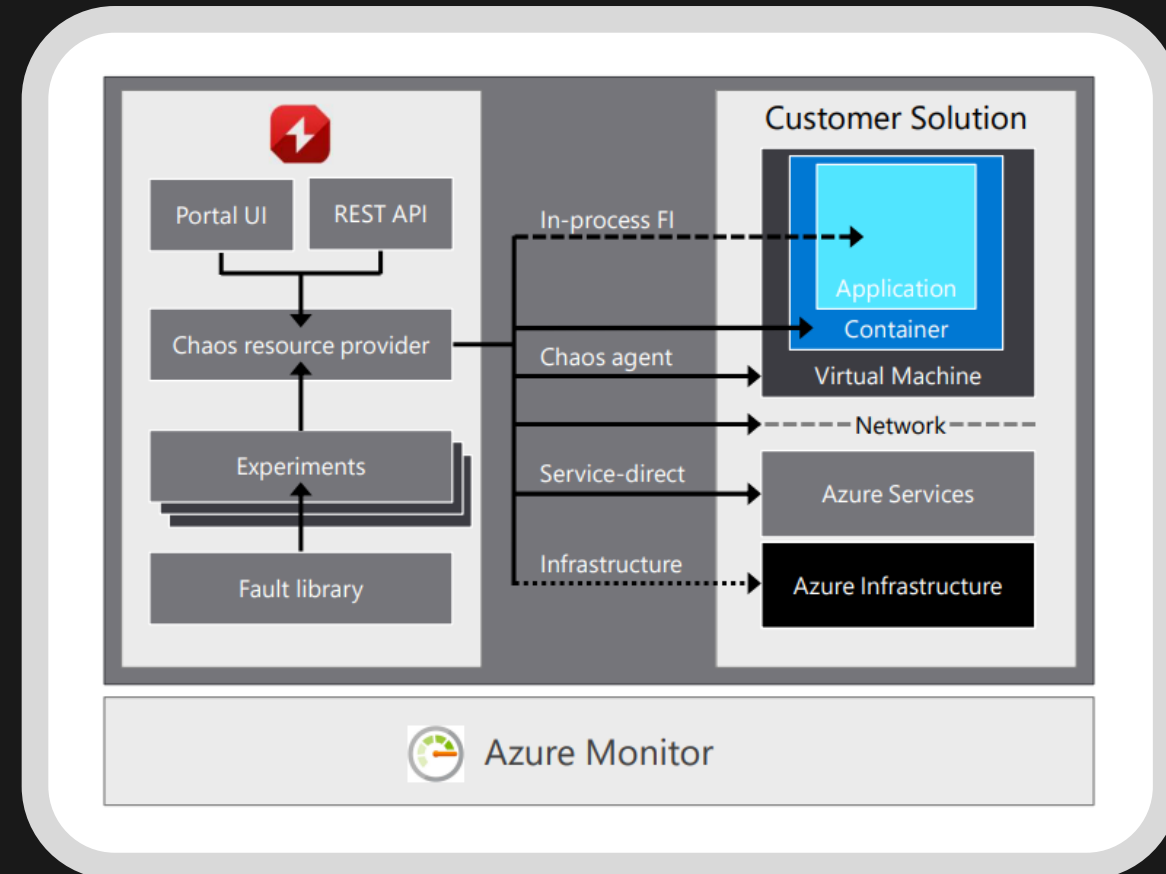 Portal UI
REST API
Chaos resource provider
Experiments
Fault library
In-process FI
Chaos agent
Service-direct
Infrastructure
Customer Solution
Application
Container
Virtual Machine
Network
Azure Services
Azure Infrastructure
Azure Monitor